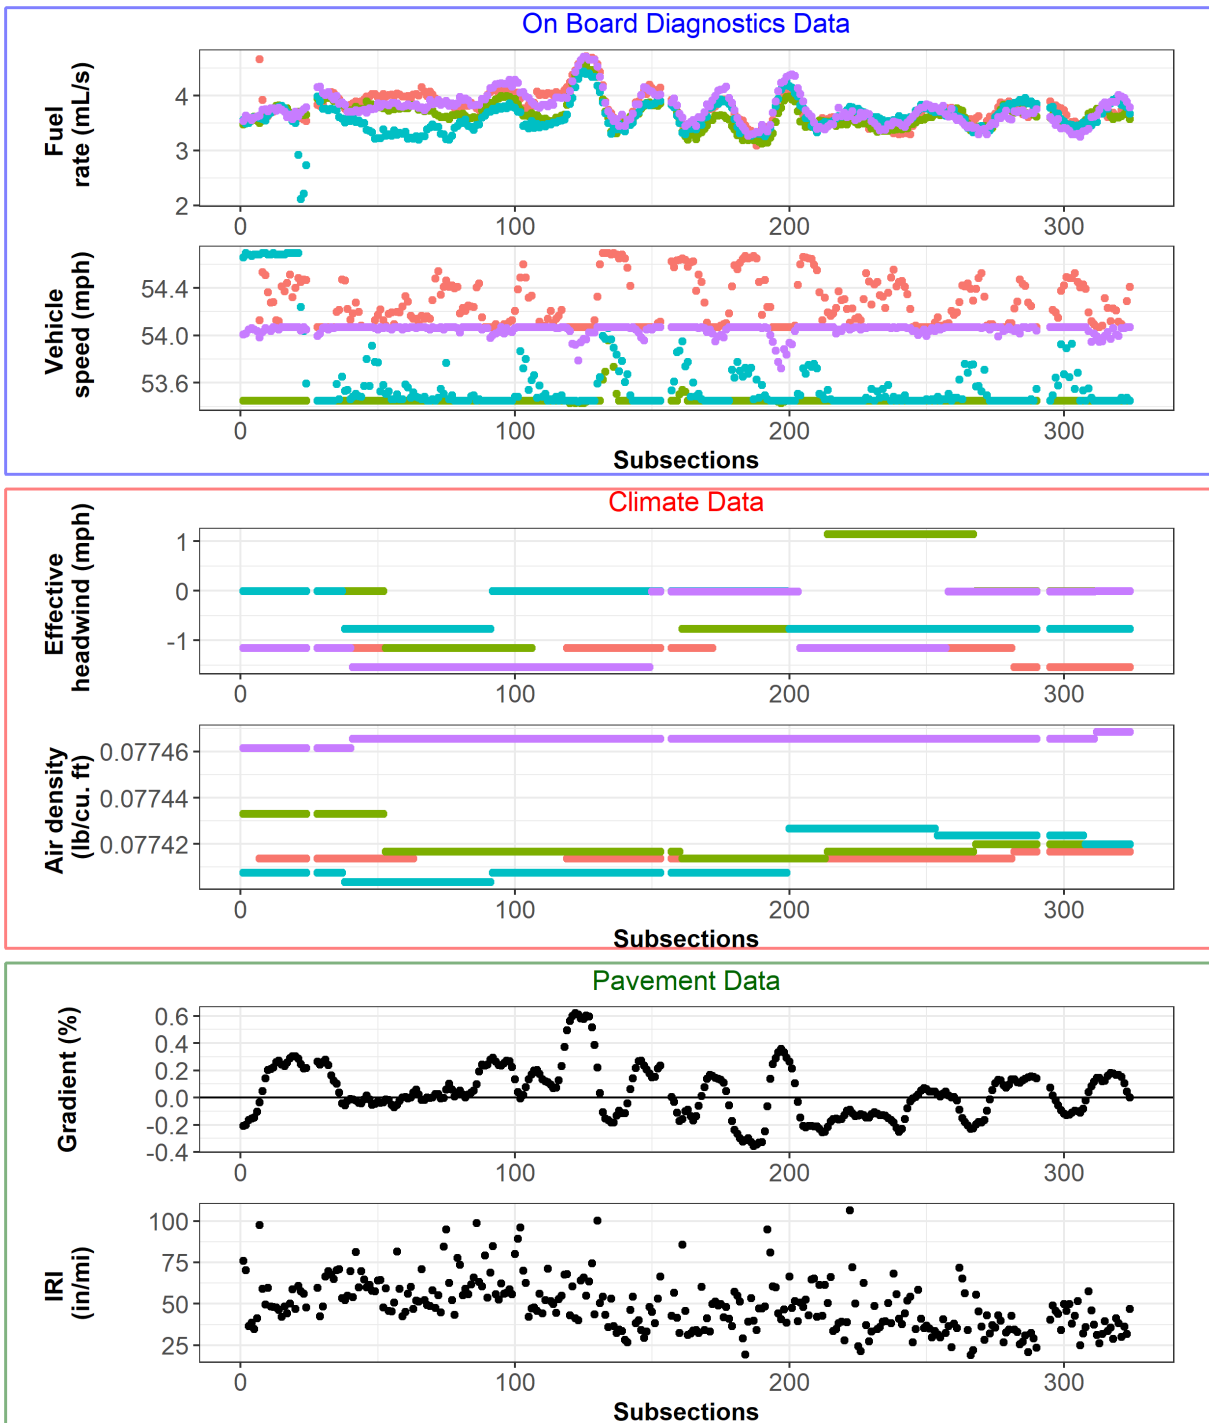 On Board Diagnostics Data
Fuel
rate (mL/s)
4
3
2
0 100 200 300
Vehicle
speed (mph)
54.4
54.0
53.6
0 100 200 300
Subsections
Climate Data
Effective
headwind (mph)
1
0
-1
0 100 200 300
Air density
(lb/cu. ft)
0.07746
0.07744
0.07742
0 100 200 300
Subsections
Pavement Data
Gradient (%)
0.6
0.4
0.2
0.0
-0.2
-0.4
0 100 200 300
IRI
(in/mi)
100
75
50
25
0 100 200 300
Subsections